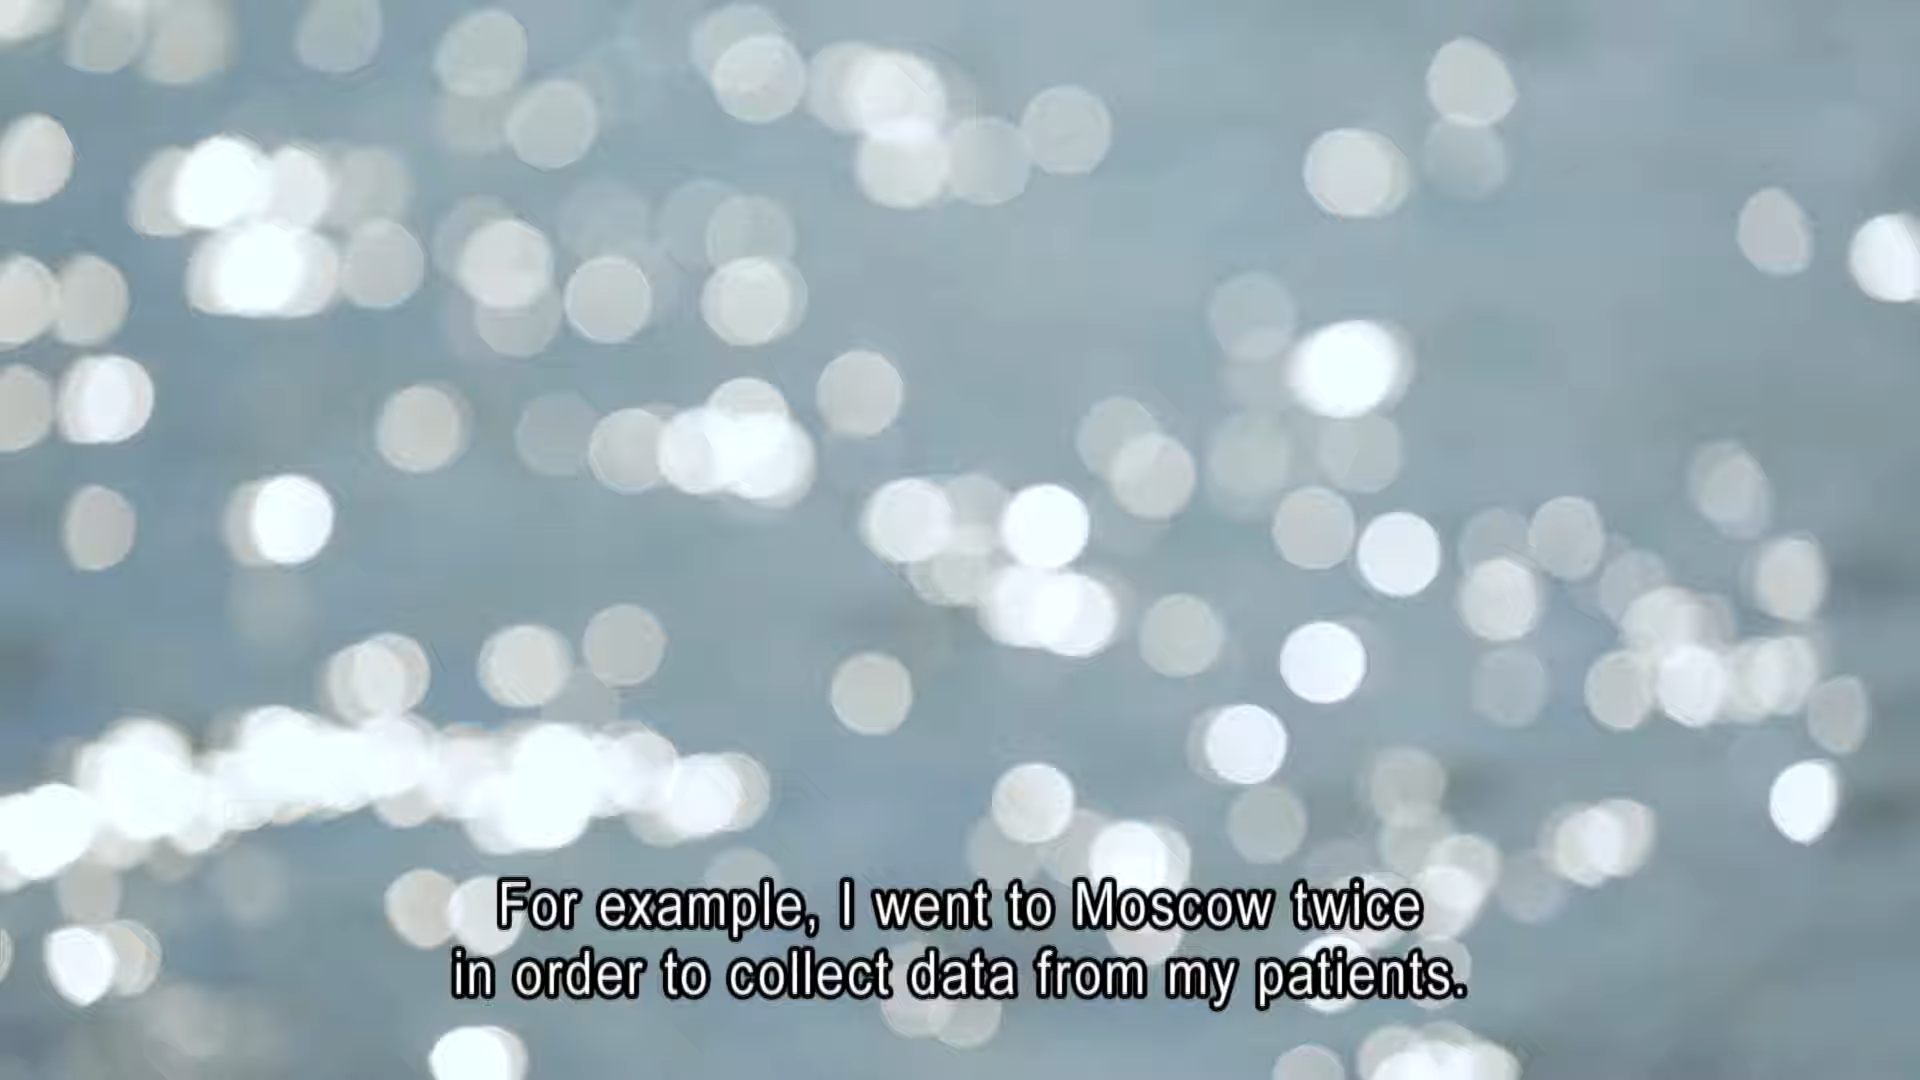 For example, I went to Moscow twice
in order to collect data from my patients.